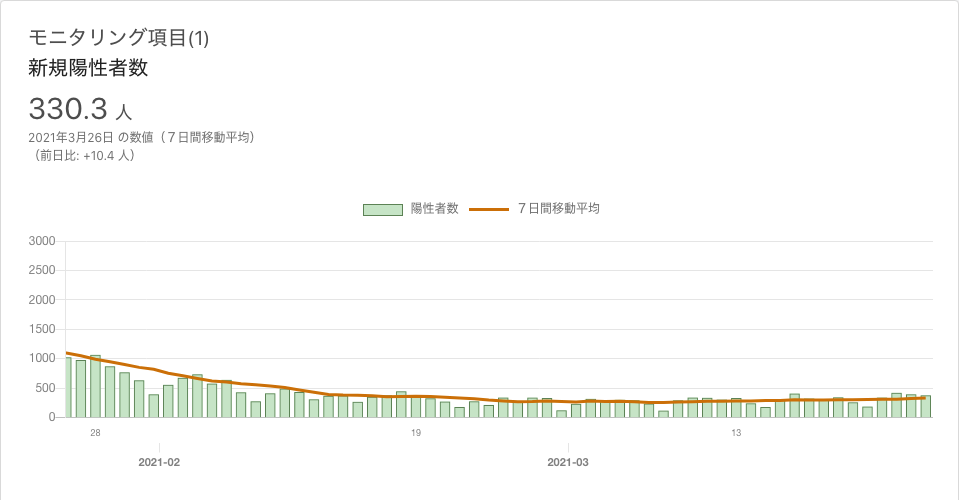 モニタリング項目(1)
新規陽性者数
330.3 人
2021年3月26日 の数値（７日間移動平均）
（前日比: +10.4 人）
陽性者数 ７日間移動平均
3000
2500
2000
1500
1000
500
0
28 19 13
2021-02 2021-03